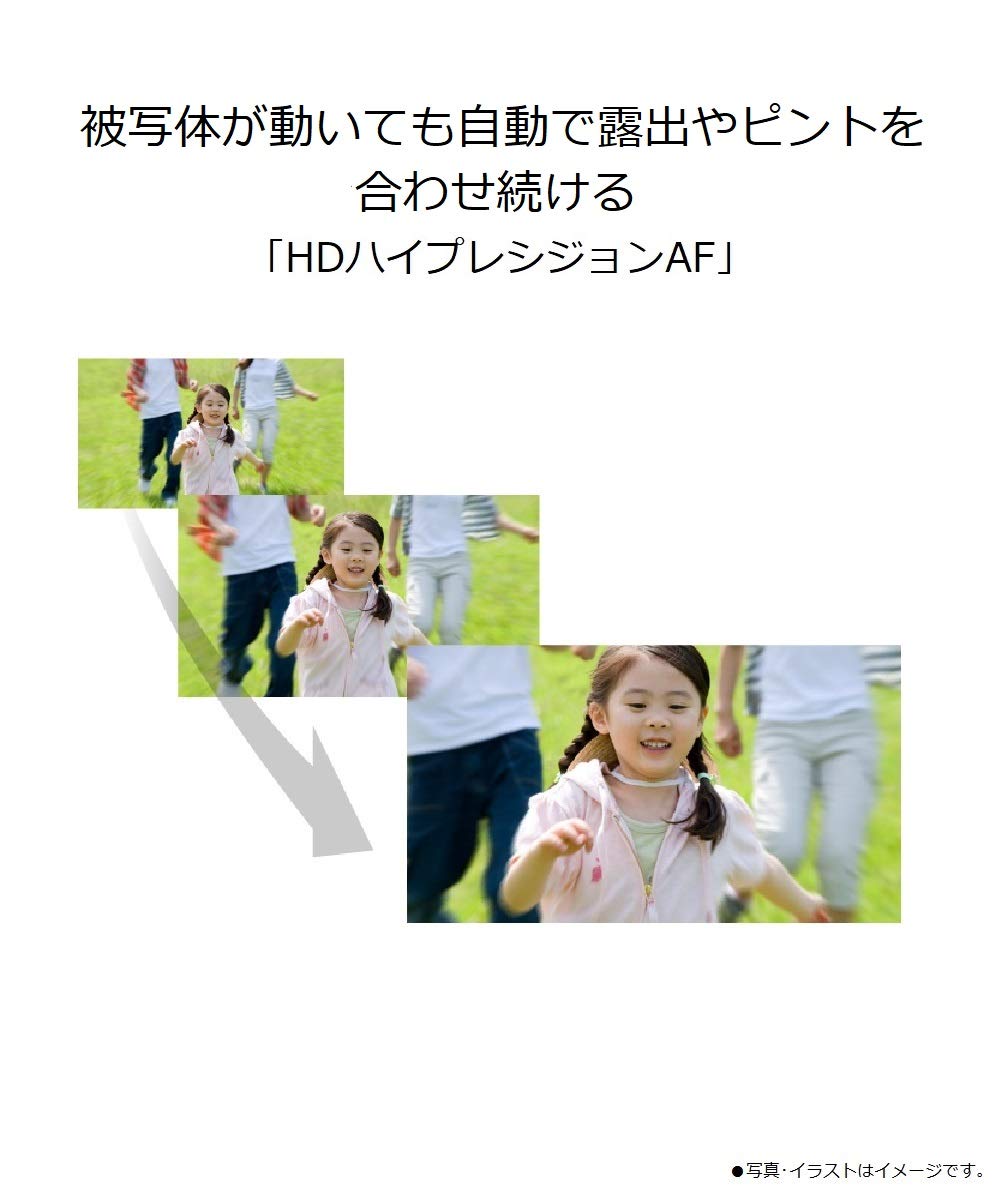 被写体が動いても自動で露出やピントを
合わせ続ける
「HDハイプレシジョンAF」
●写真･イラストはイメージです。